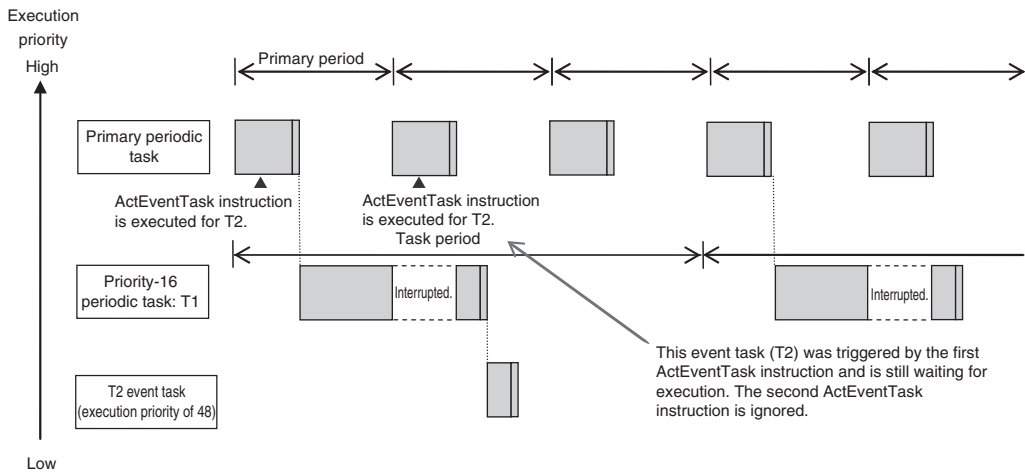 Execution
priority
High
Primary period
Primary periodic
task
ActEventTask instruction
is executed for T2.
ActEventTask instruction
is executed for T2.
Task period
Priority-16
periodic task: T1
Interrupted.
Interrupted.
This event task (T2) was triggered by the first
ActEventTask instruction and is still waiting for
execution. The second ActEventTask
instruction is ignored.
T2 event task
(execution priority of 48)
Low